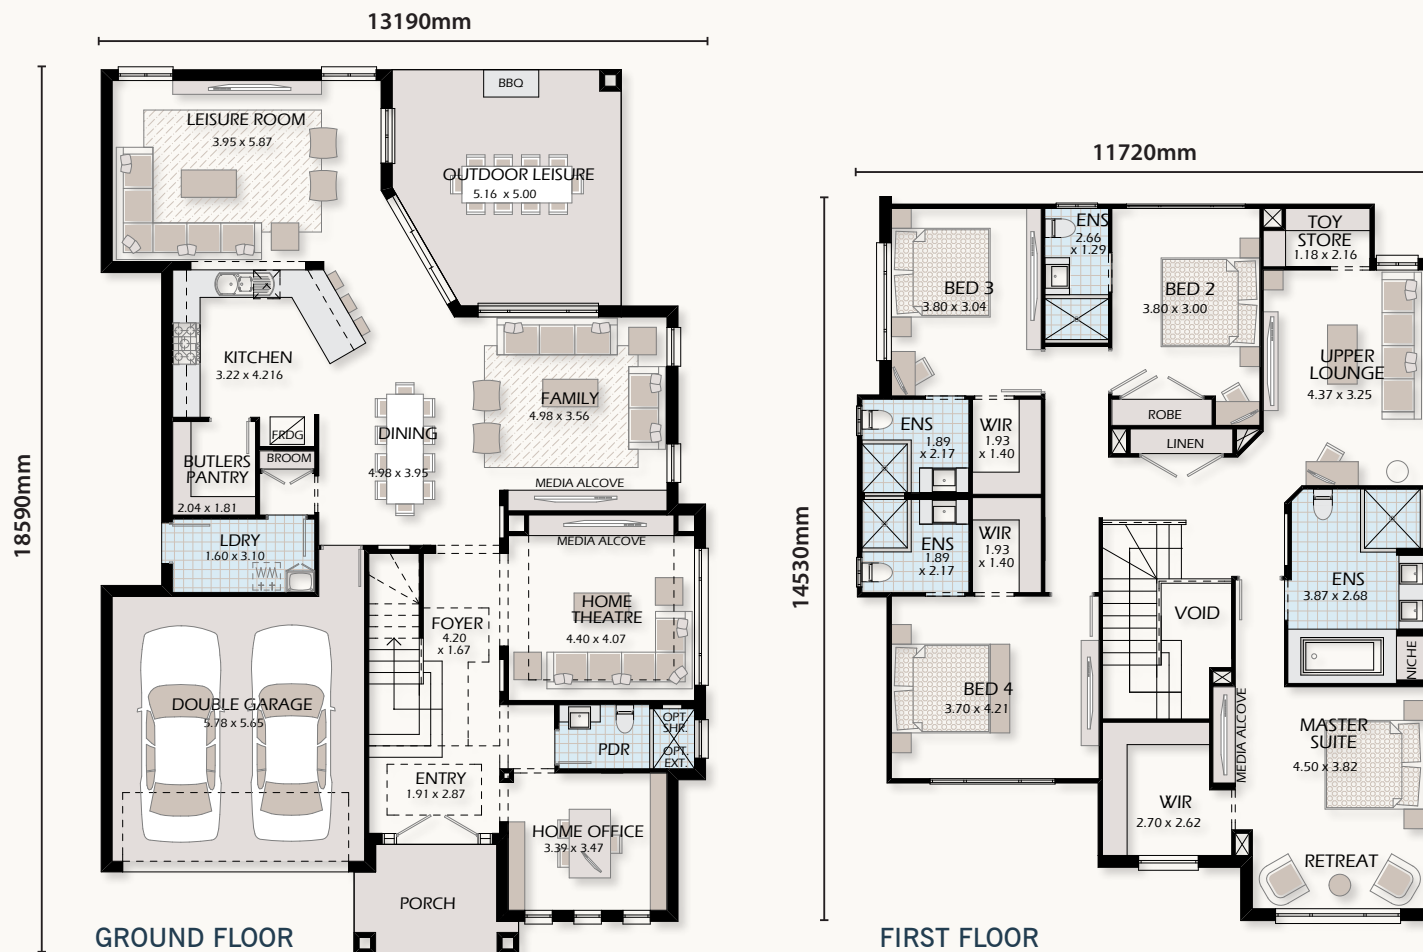 13190mm
18590mm
BBQ
LEISURE ROOM
3.95 x 5.87
OUTDOOR LEISURE
5.16 x 5.00
KITCHEN
3.22 x 4.216
FAMILY
4.98 x 3.56
DINING
4.98 x 3.95
FRDG
BROOM
BUTLERS
PANTRY
2.04 x 1.81
MEDIA ALCOVE
LDRY
1.60 x 3.10
MEDIA ALCOVE
HOME
THEATRE
4.40 x 4.07
FOYER
4.20
x 1.67
DOUBLE GARAGE
5.78 x 5.65
OPT.
SHR.
OPT.
EXT.
PDR
ENTRY
1.91 x 2.87
HOME OFFICE
3.39 x 3.47
PORCH
GROUND FLOOR
11720mm
14530mm
ENS
2.66
x 1.29
TOY
STORE
1.18 x 2.16
BED 3
3.80 x 3.04
BED 2
3.80 x 3.00
UPPER
LOUNGE
4.37 x 3.25
ROBE
LINEN
ENS
1.89
x 2.17
WIR
1.93
x 1.40
ENS
1.89
x 2.17
WIR
1.93
x 1.40
ENS
3.87 x 2.68
VOID
NICHE
BED 4
3.70 x 4.21
MEDIA ALCOVE
MASTER
SUITE
4.50 x 3.82
WIR
2.70 x 2.62
RETREAT
FIRST FLOOR